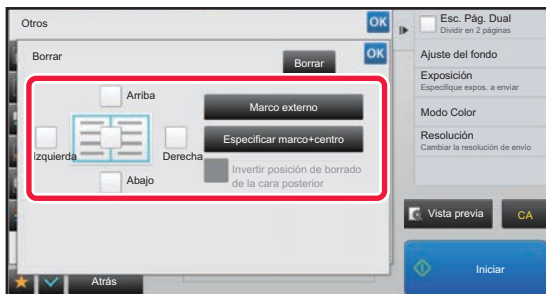 Otros
OK
Borrar
Borrar
OK
Arriba
Izquierda
Derecha
Abajo
Marco externo
Especificar marco+centro
Invertir posición de borrado
de la cara posterior
Atrás
Esc. Pág. Dual
Dividir en 2 páginas
Ajuste del fondo
Exposición
Especifique expos. a enviar
Modo Color
Resolución
Cambiar la resolución de envío
Vista previa
CA
Iniciar